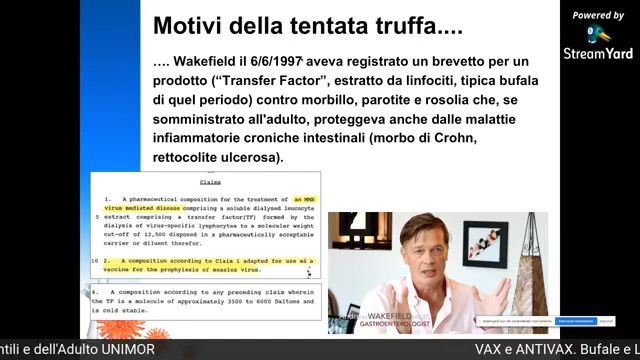 Motivi della tentata truffa....
Powered by
StreamYard
.... Wakefield il 6/6/1997 aveva registrato un brevetto per un
prodotto (“Transfer Factor”, estratto da linfociti, tipica bufala
di quel periodo) contro morbillo, parotite e rosolia che, se
somministrato all'adulto, proteggeva anche dalle malattie
infiammatorie croniche intestinali (morbo di Crohn,
rettocolite ulcerosa).
Claims
1. A pharmaceutical composition for the treatment of an MMR
virus mediated disease comprising a soluble dialysed leucocyte
5 extract comprising a transfer factor(TF) formed by the
dialysis of virus-specific lymphocytes to a molecular weight
cut-off of 12,500 disposed in a pharmaceutically acceptable
carrier or diluent therefor.
10 2. A composition according to Claim 1 adapted for use as a
vaccine for the prophylaxis of measles virus.
4. A composition according to any preceding claim wherein
the TF is a molecule of approximately 3500 to 6000 Daltons and
is cold stable.
WAKEFIELD
GASTROENTEROLOGIST
ntili e dell'Adulto UNIMOR
VAX e ANTIVAX. Bufale e L